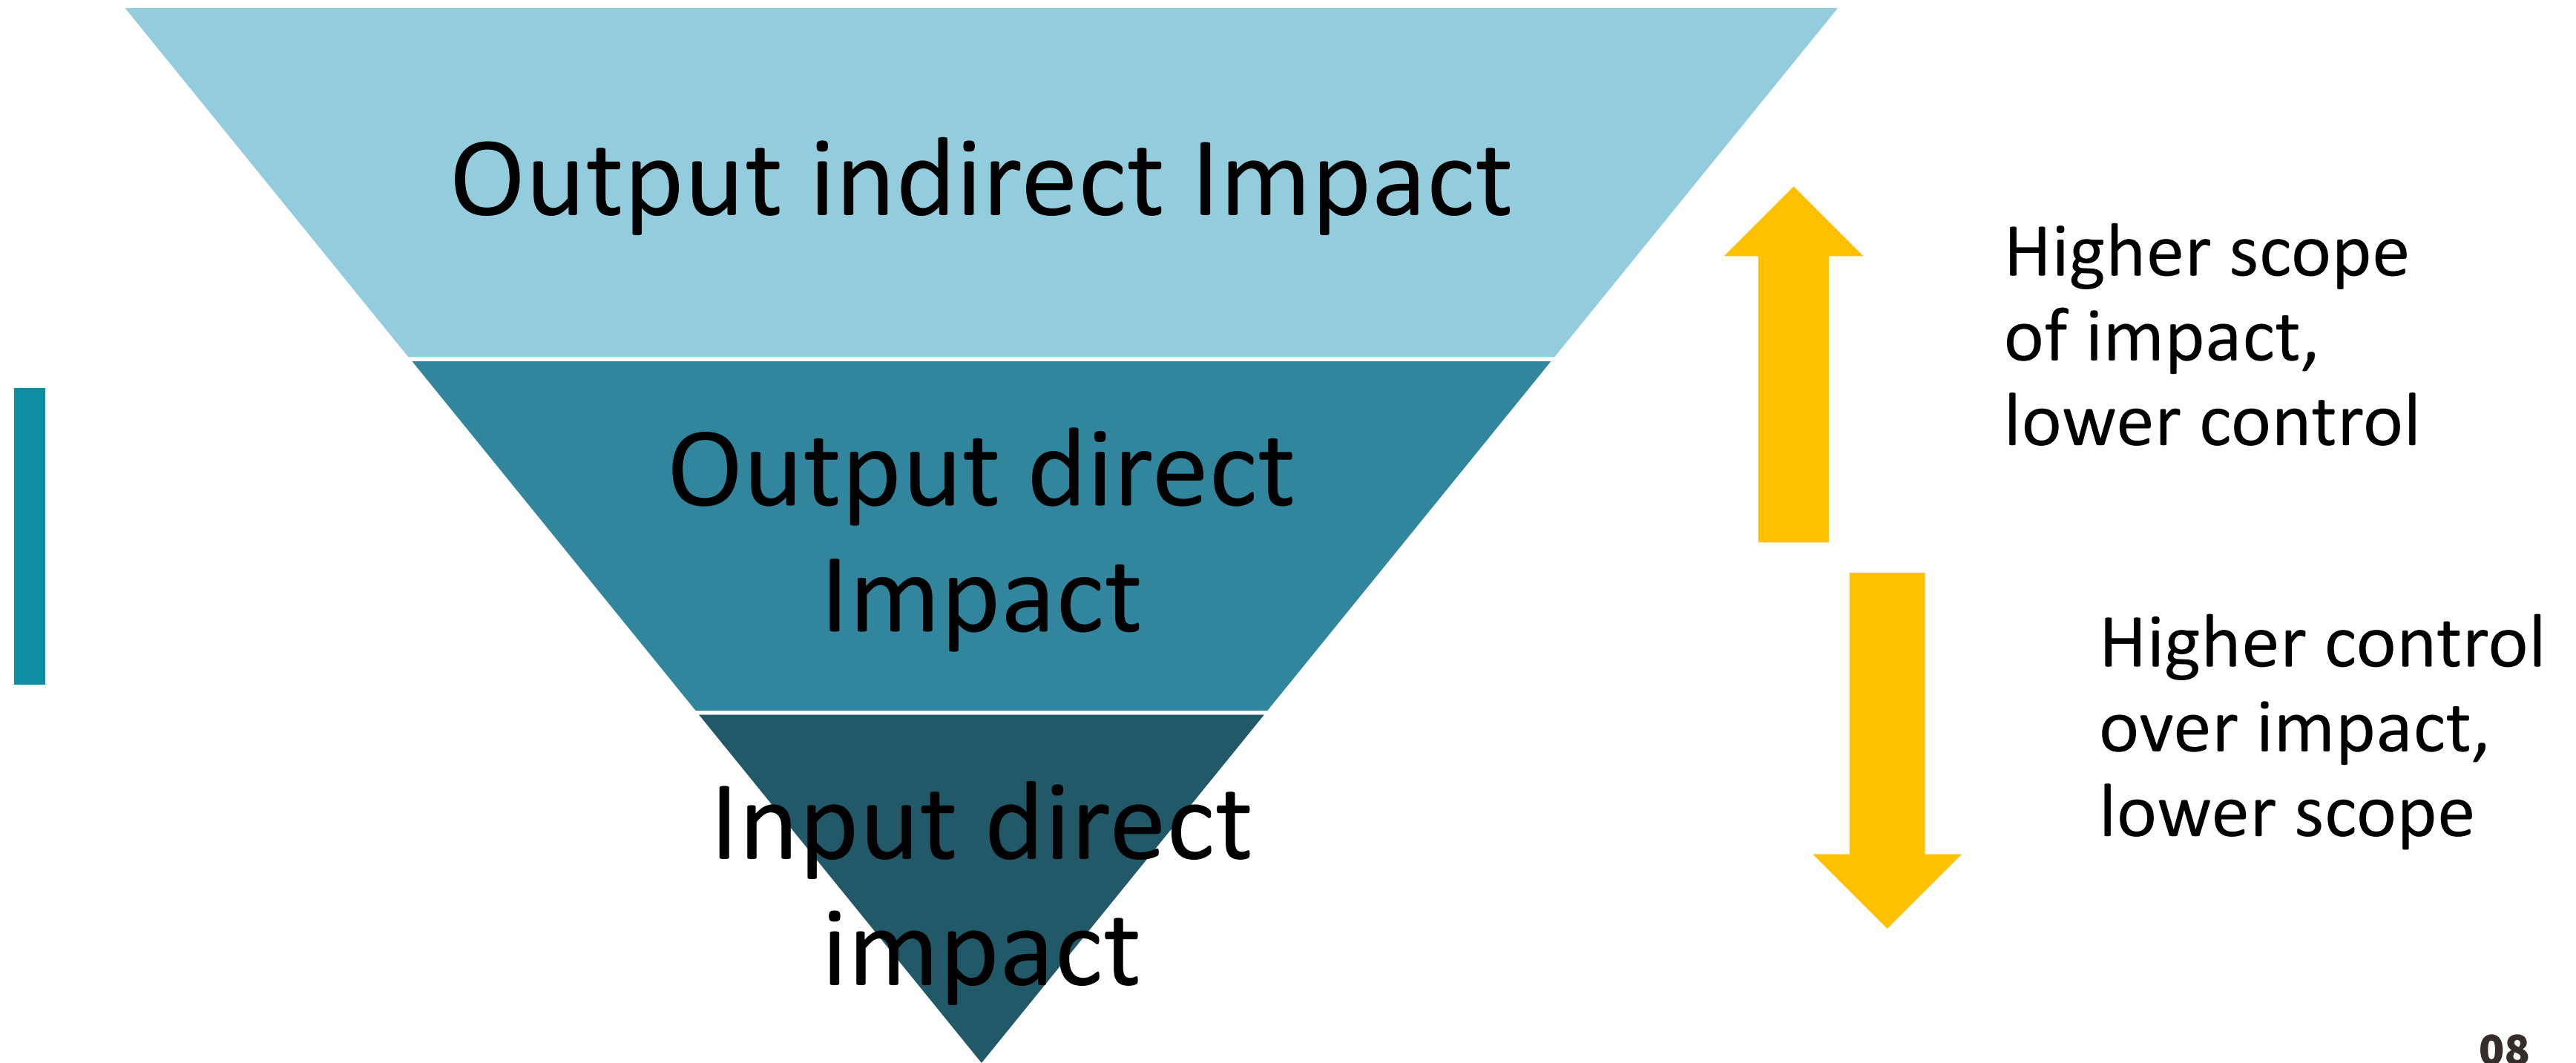 Output indirect Impact
Output direct
Impact
Input direct
impact
Higher scope
of impact,
lower control
Higher control
over impact,
lower scope
08